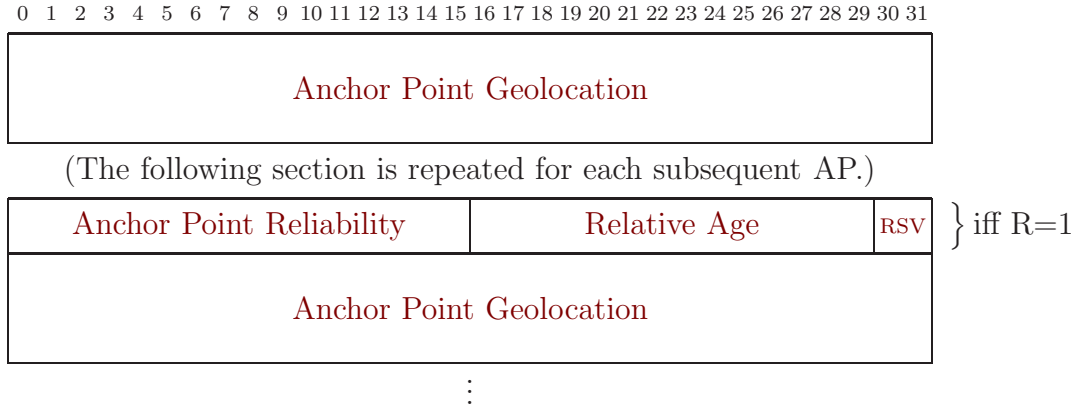 0 1 2 3 4 5 6 7 8 9 10 11 12 13 14 15 16 17 18 19 20 21 22 23 24 25 26 27 28 29 30 31
Anchor Point Geolocation
(The following section is repeated for each subsequent AP.)
Anchor Point Reliability Relative Age RSV } iff R=1
Anchor Point Geolocation
⋮